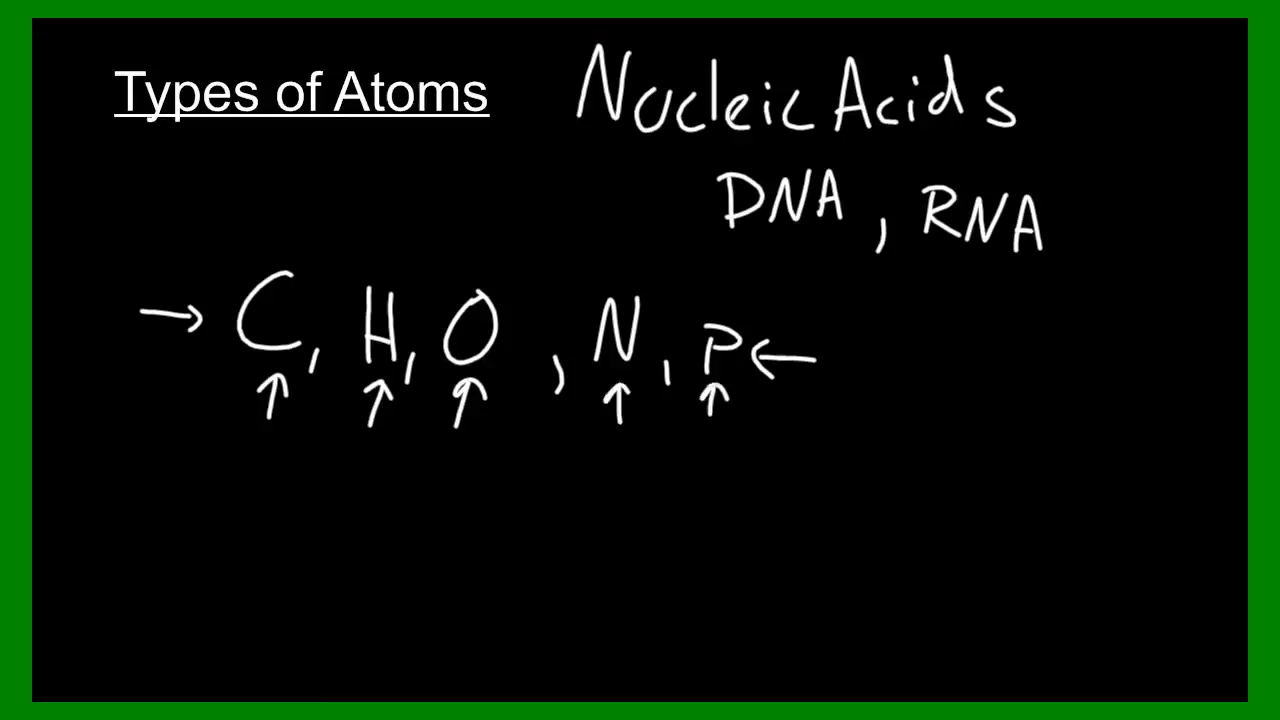 Types of Atoms
Nucleic Acids
DNA, RNA
→ C, H, O, N, P ←
↑ ↑ ↑ ↑ ↑